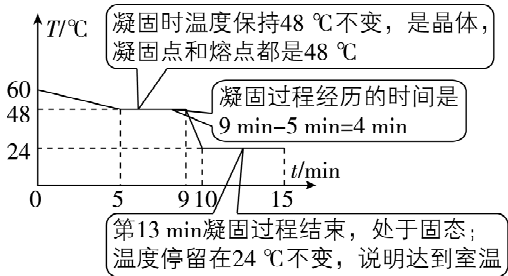 T/℃
凝固时温度保持48 ℃不变，是晶体，
凝固点和熔点都是48 ℃
60
凝固过程经历的时间是
9 min-5 min=4 min
48
24
t/min
0
5
9
10
15
第13 min凝固过程结束，处于固态；
温度停留在24 ℃不变，说明达到室温